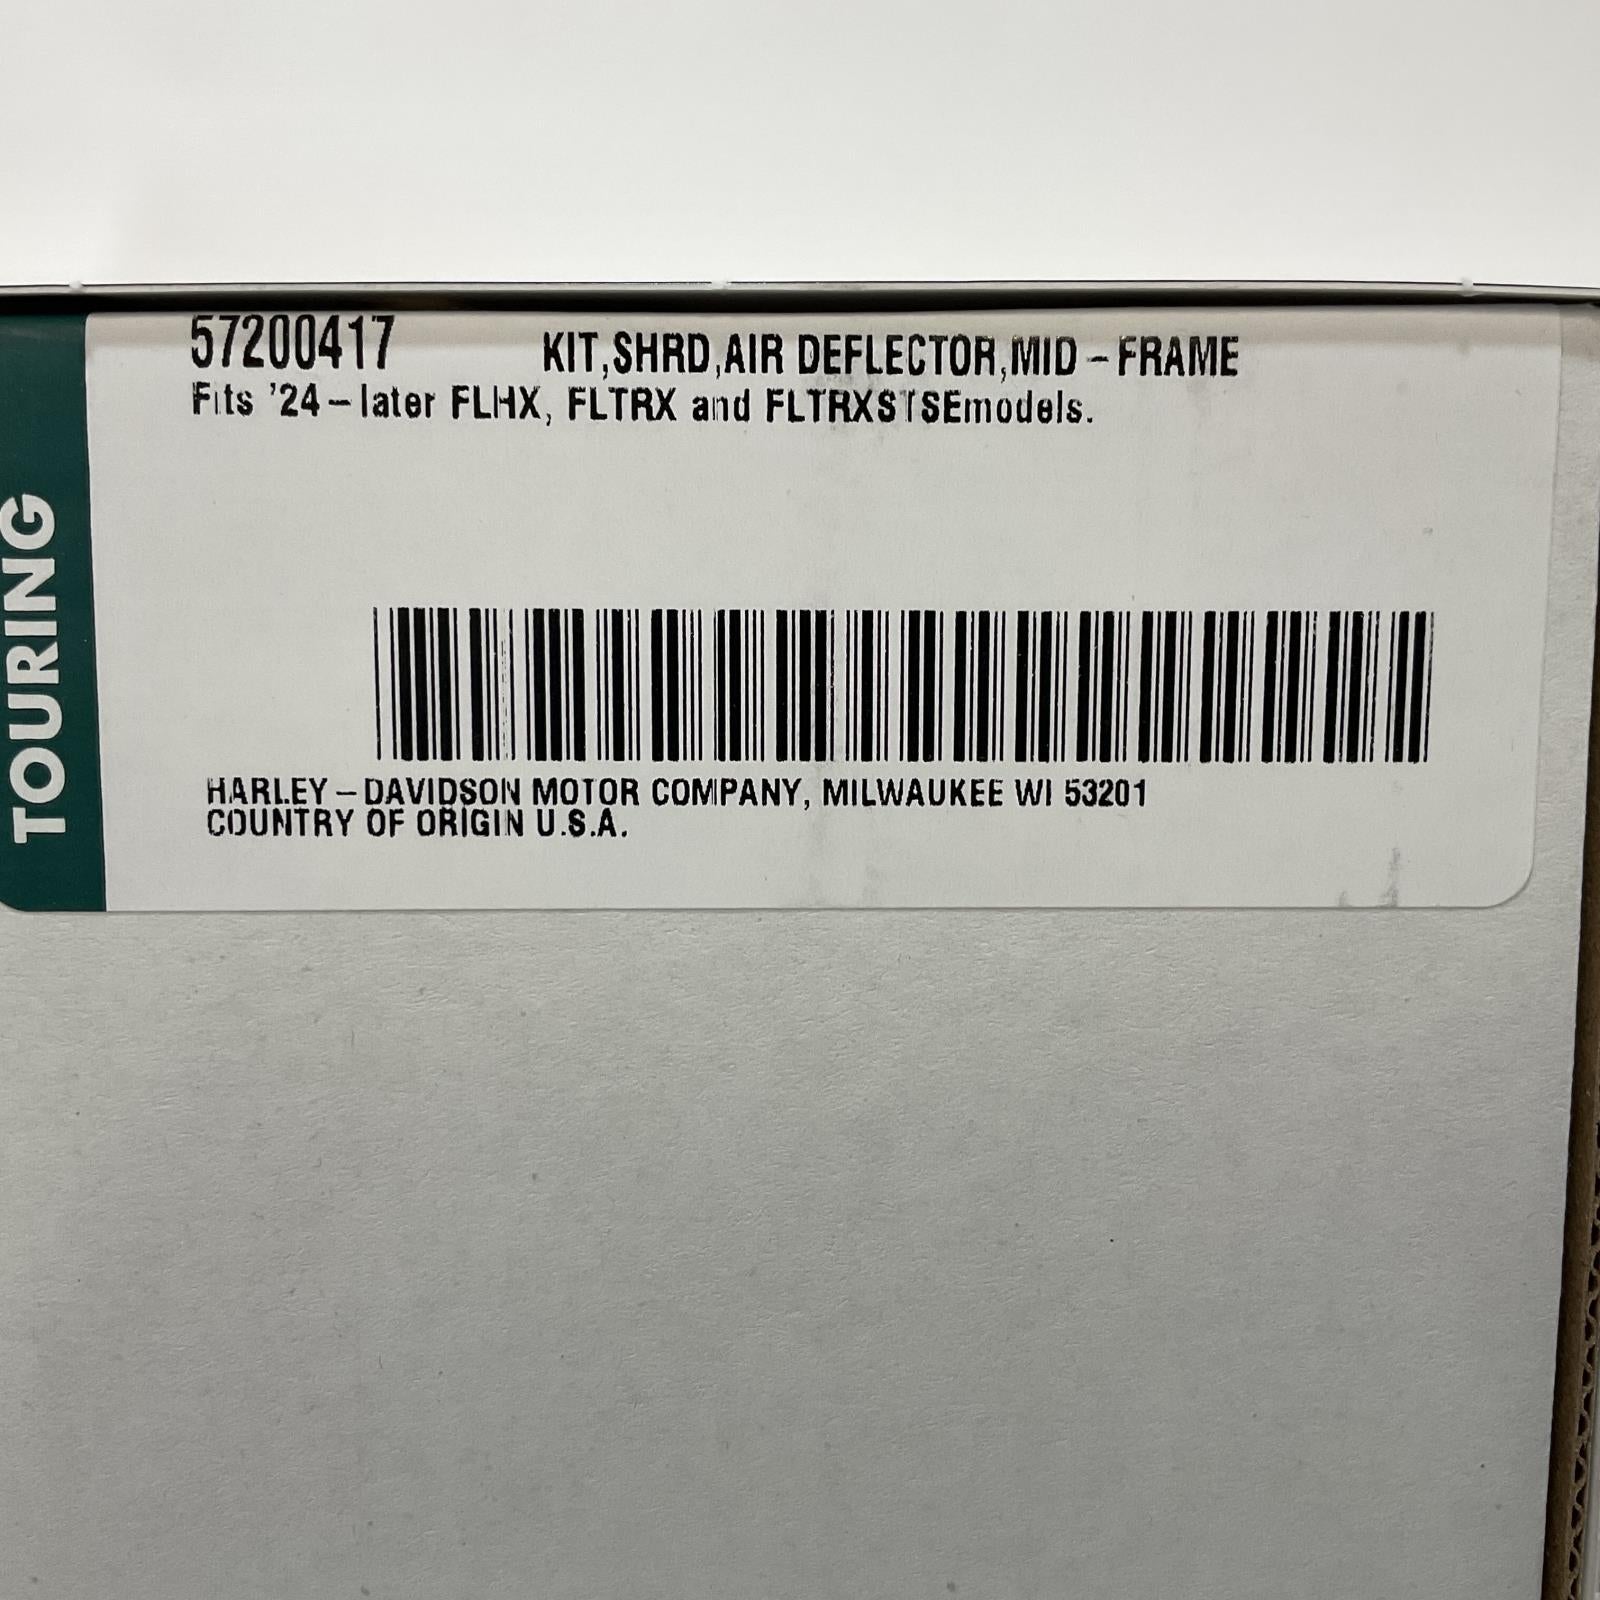 57200417 KIT,SHRD,AIR DEFLECTOR,MID-FRAME
Fits '24-later FLHX, FLTRX and FLTRXSTSEmodels.
HARLEY-DAVIDSON MOTOR COMPANY, MILWAUKEE WI 53201
COUNTRY OF ORIGIN U.S.A.
TOURING